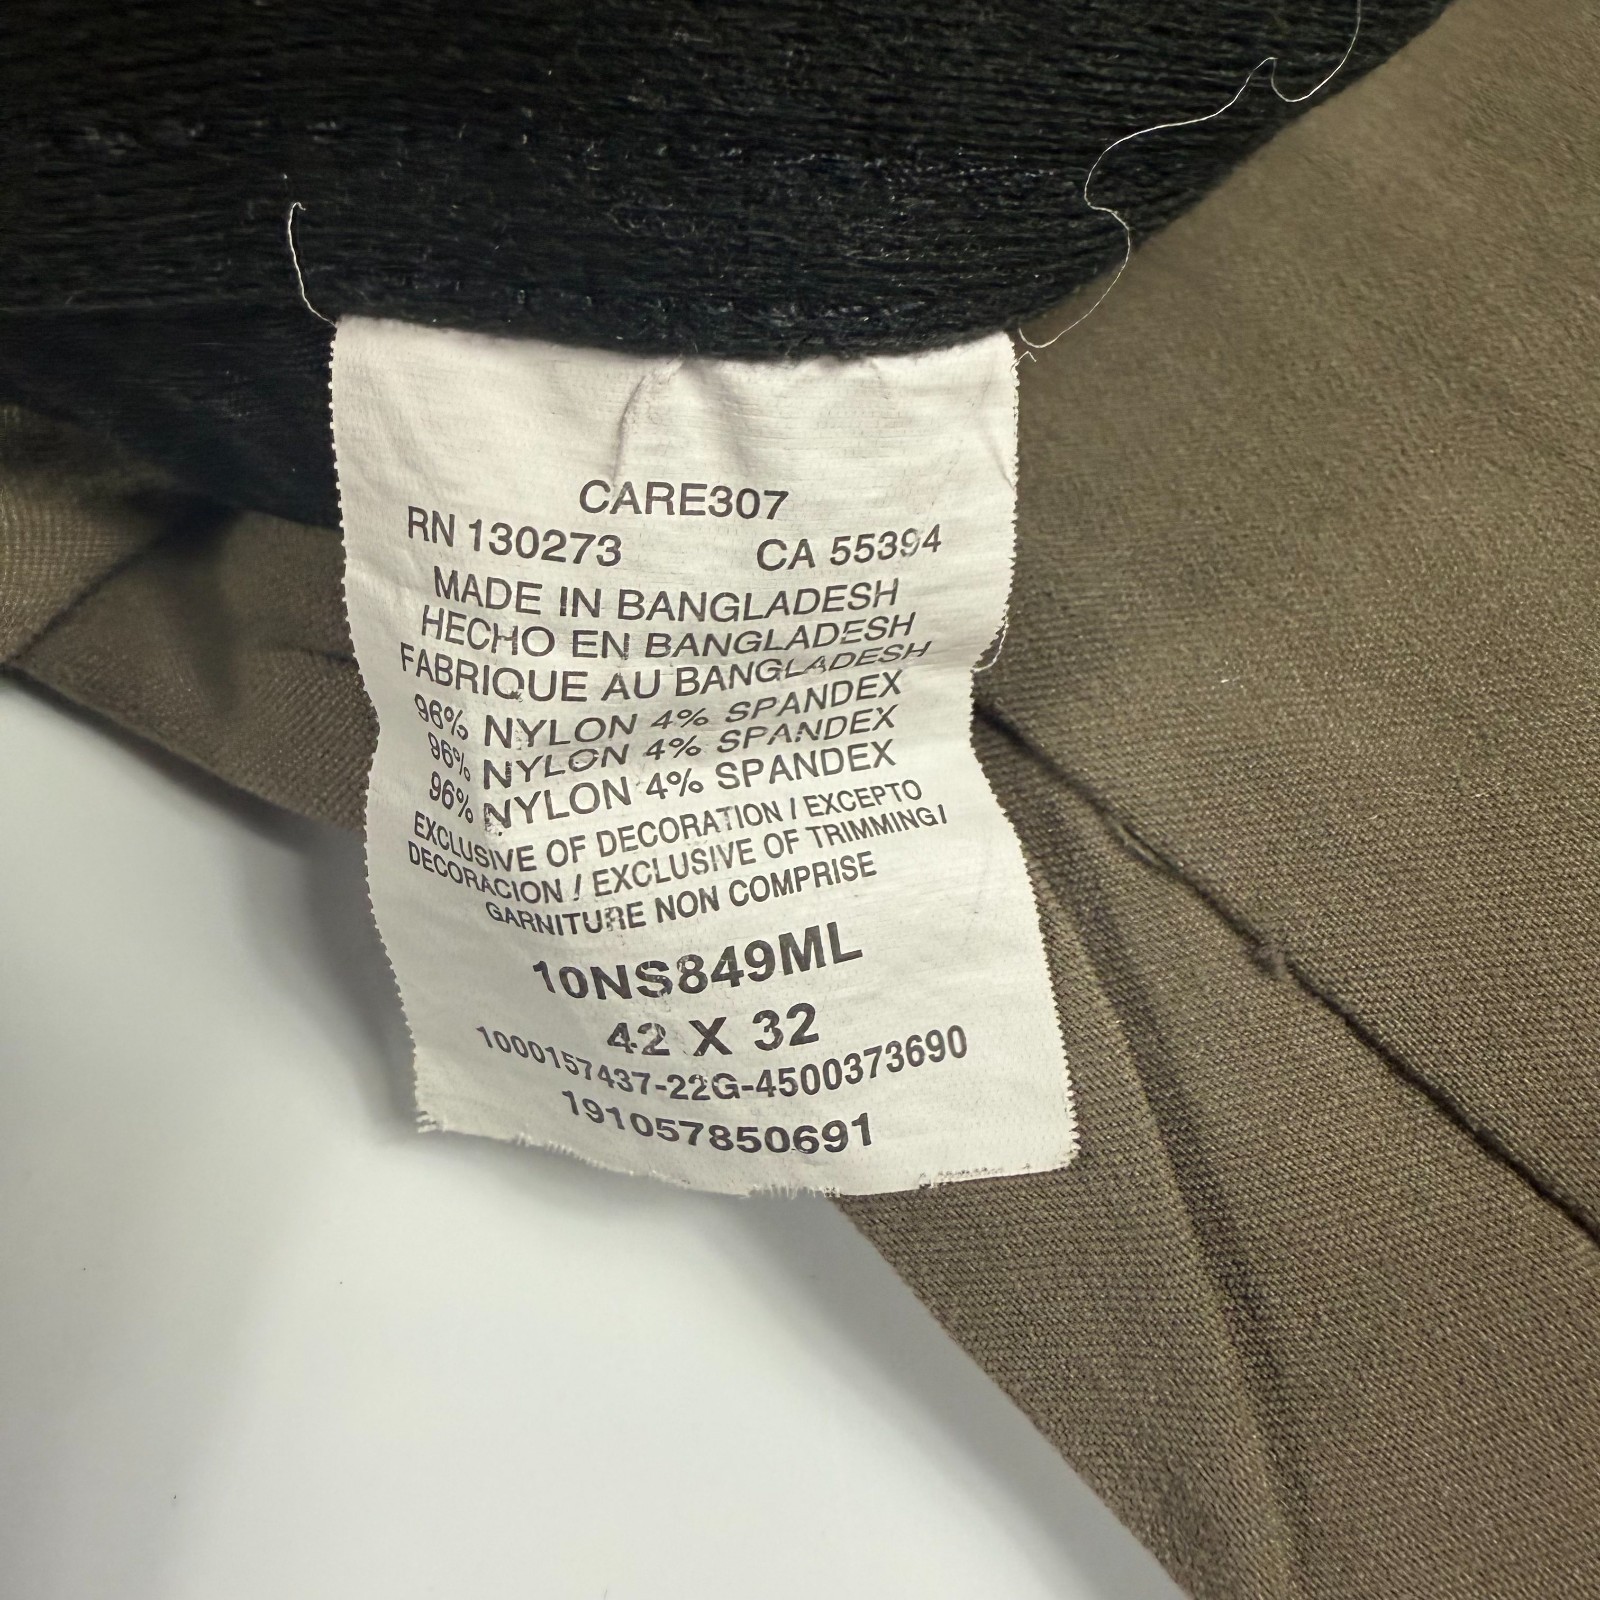 CARE307
RN 130273 CA 55394
MADE IN BANGLADESH
HECHO EN BANGLADESH
FABRIQUE AU BANGLADESH
96% NYLON 4% SPANDEX
96% NYLON 4% SPANDEX
96% NYLON 4% SPANDEX
EXCLUSIVE OF DECORATION / EXCEPTO
DECORACION / EXCLUSIVE OF TRIMMING/
GARNITURE NON COMPRISE
10NS849ML
42 X 32
1000157437-22G-4500373690
191057850691